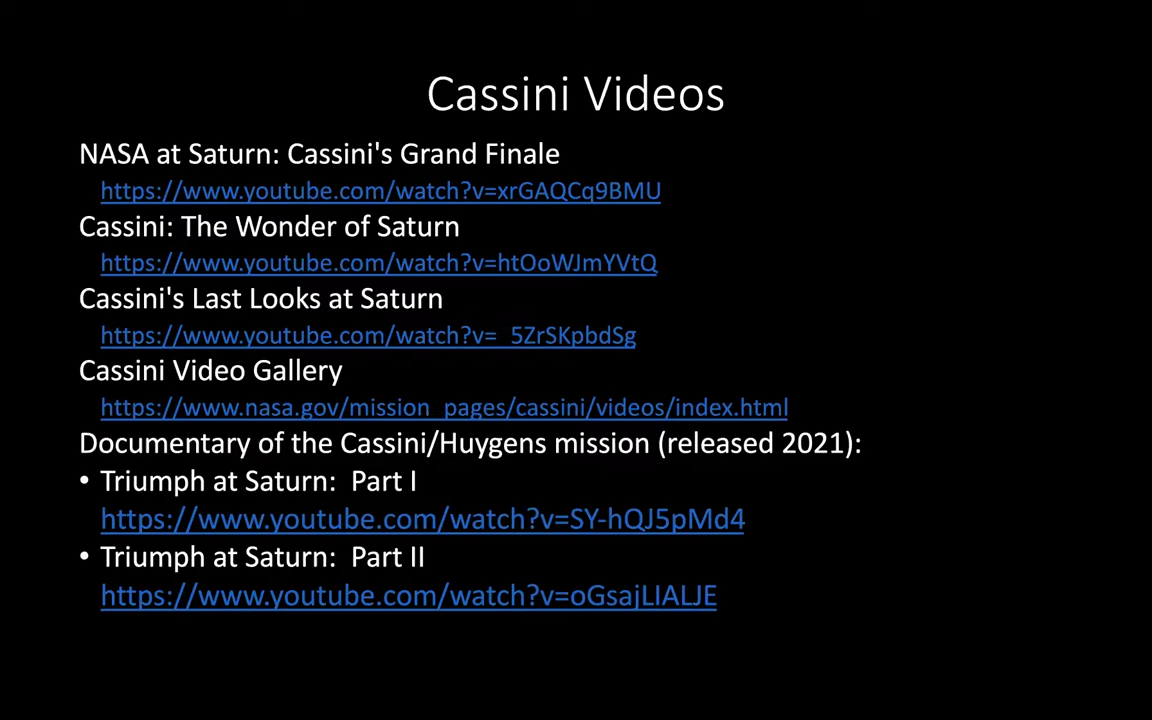 Cassini Videos
NASA at Saturn: Cassini's Grand Finale
https://www.youtube.com/watch?v=xrGAQCq9BMU
Cassini: The Wonder of Saturn
https://www.youtube.com/watch?v=htOoWJmYVtQ
Cassini's Last Looks at Saturn
https://www.youtube.com/watch?v=_5ZrSKpbdSg
Cassini Video Gallery
https://www.nasa.gov/mission_pages/cassini/videos/index.html
Documentary of the Cassini/Huygens mission (released 2021):
• Triumph at Saturn: Part I
https://www.youtube.com/watch?v=SY-hQJ5pMd4
• Triumph at Saturn: Part II
https://www.youtube.com/watch?v=oGsajLIALJE